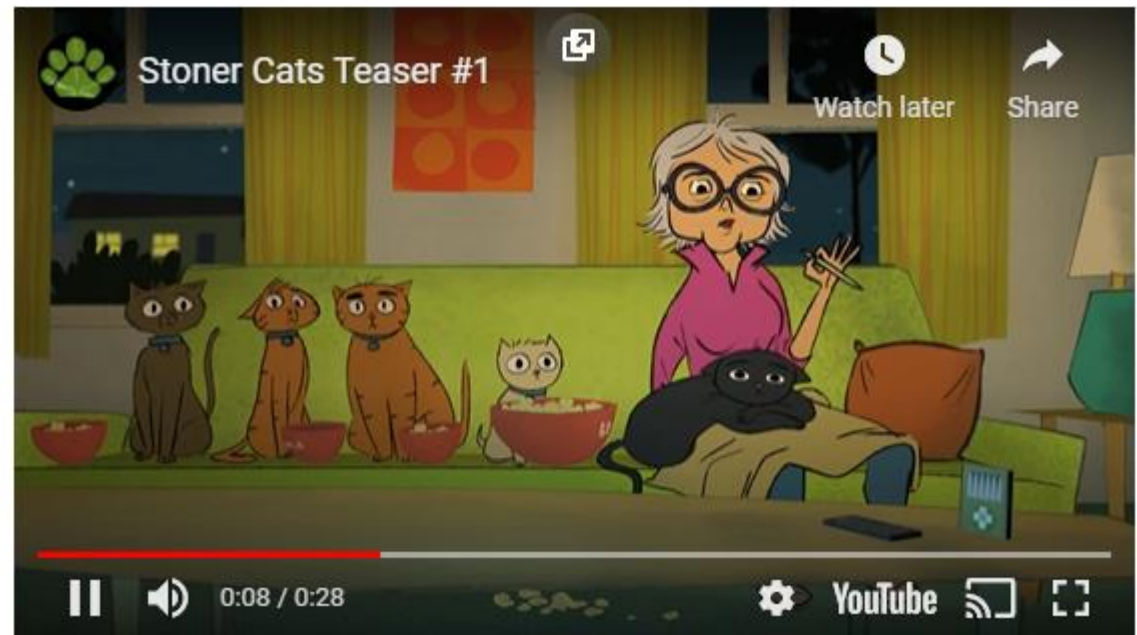 Stoner Cats Teaser #1
Watch later
Share
0:08 / 0:28
YouTube